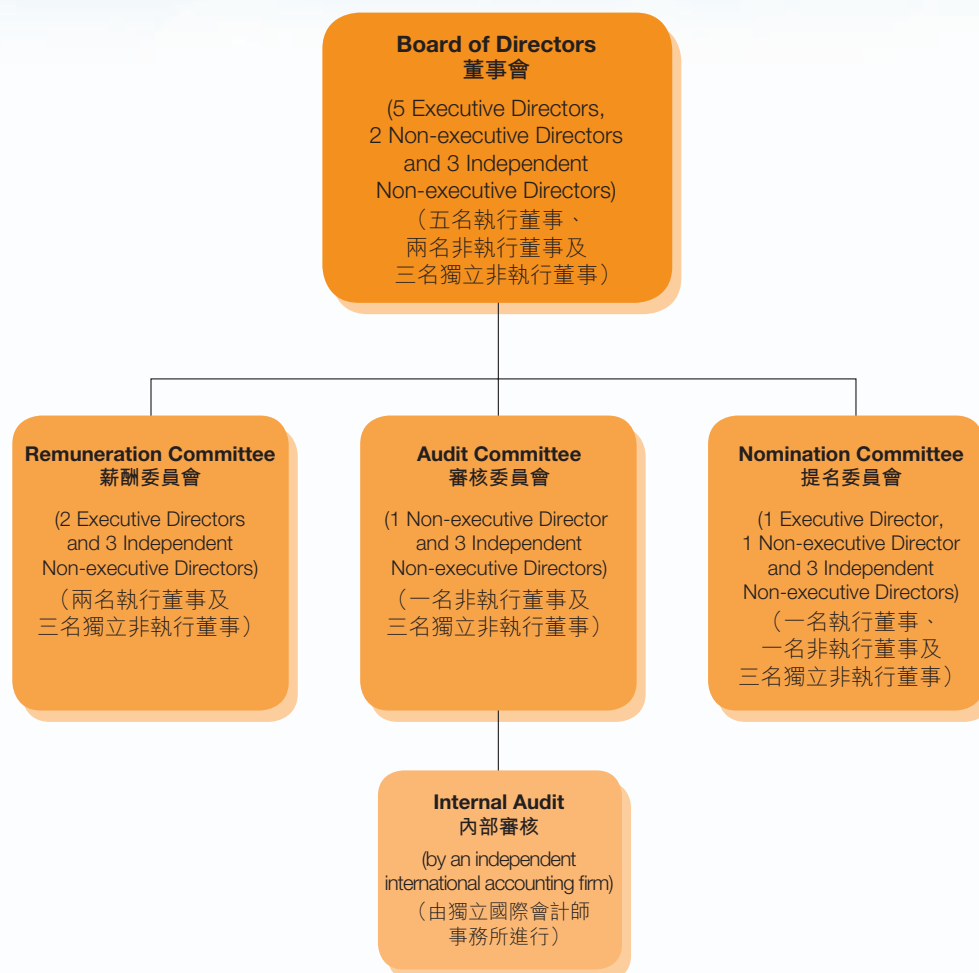 Board of Directors
董事會
(5 Executive Directors,
2 Non-executive Directors
and 3 Independent
Non-executive Directors)
（五名執行董事、
兩名非執行董事及
三名獨立非執行董事）
Remuneration Committee
薪酬委員會
(2 Executive Directors
and 3 Independent
Non-executive Directors)
（兩名執行董事及
三名獨立非執行董事）
Audit Committee
審核委員會
(1 Non-executive Director
and 3 Independent
Non-executive Directors)
（一名非執行董事及
三名獨立非執行董事）
Nomination Committee
提名委員會
(1 Executive Director,
1 Non-executive Director
and 3 Independent
Non-executive Directors)
（一名執行董事、
一名非執行董事及
三名獨立非執行董事）
Internal Audit
內部審核
(by an independent
international accounting firm)
（由獨立國際會計師
事務所進行）